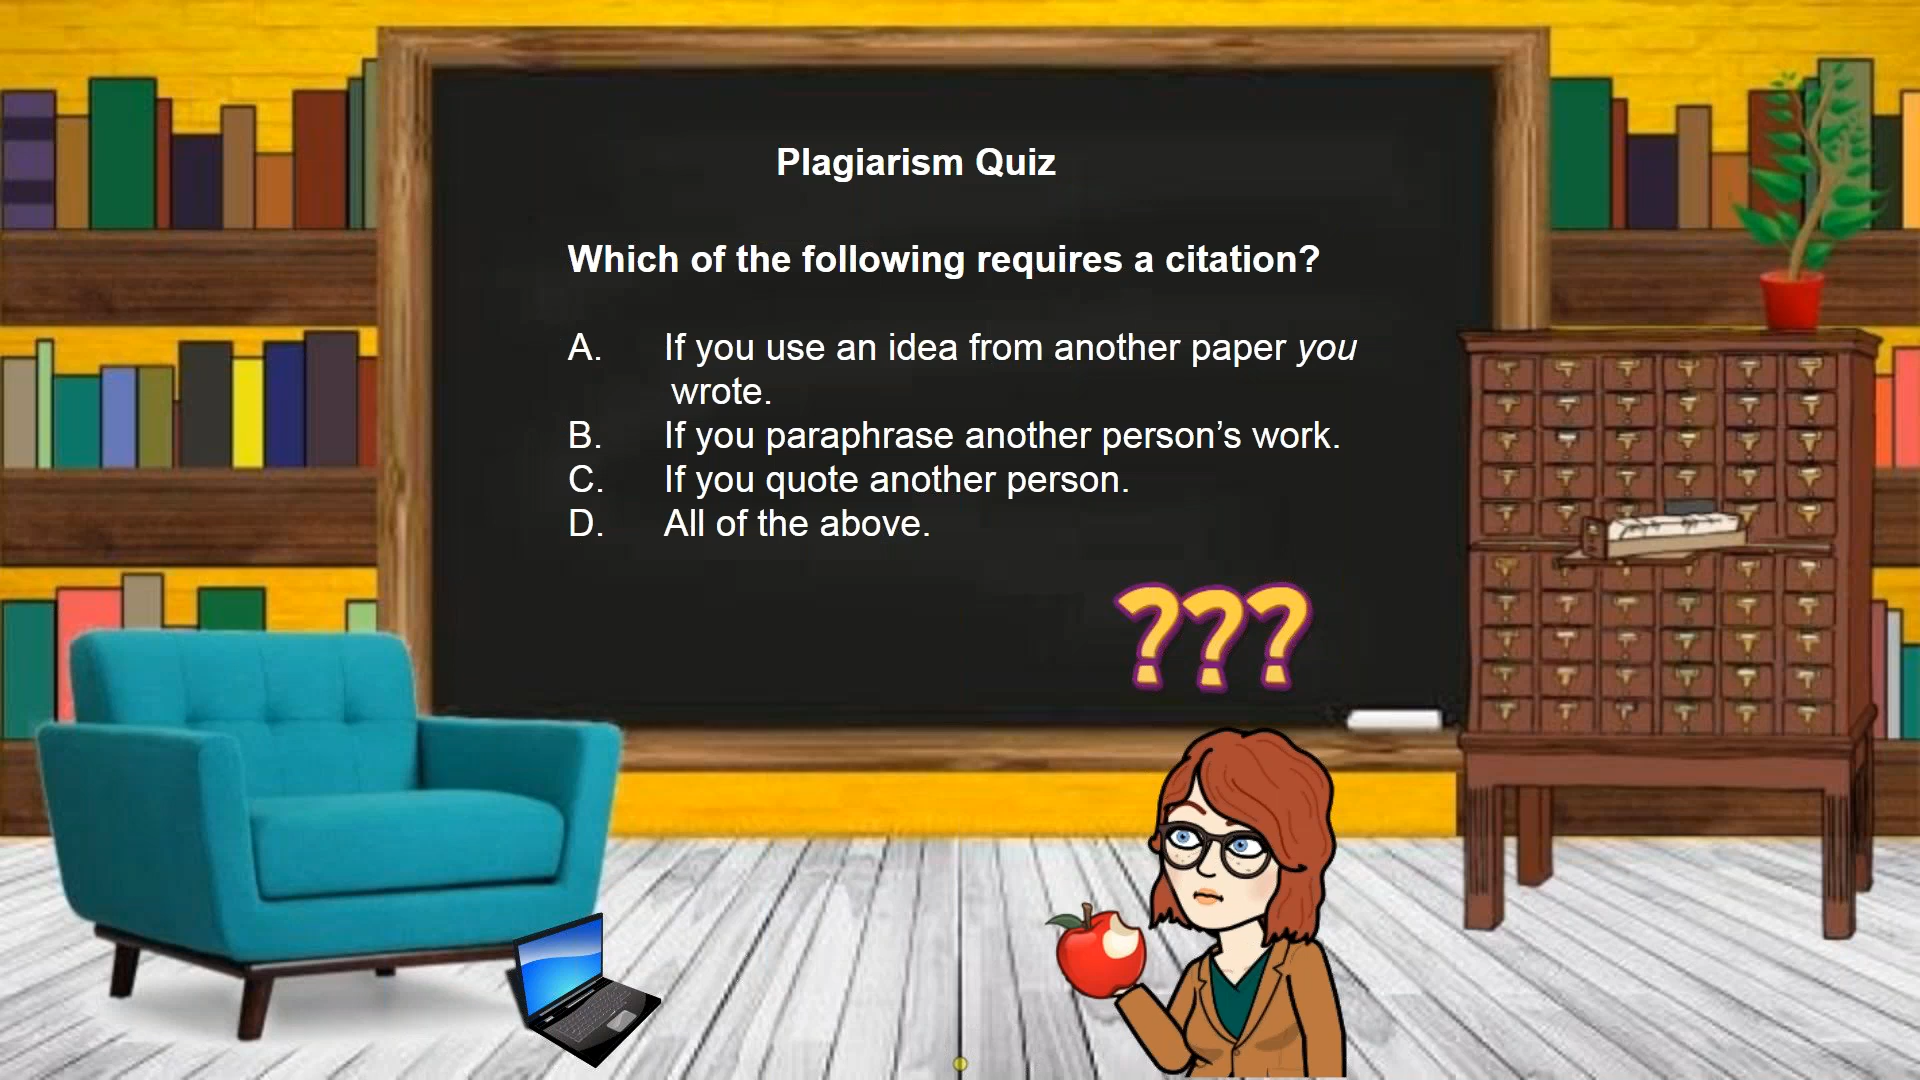 Plagiarism Quiz
Which of the following requires a citation?
A. If you use an idea from another paper you
wrote.
B. If you paraphrase another person’s work.
C. If you quote another person.
D. All of the above.
???